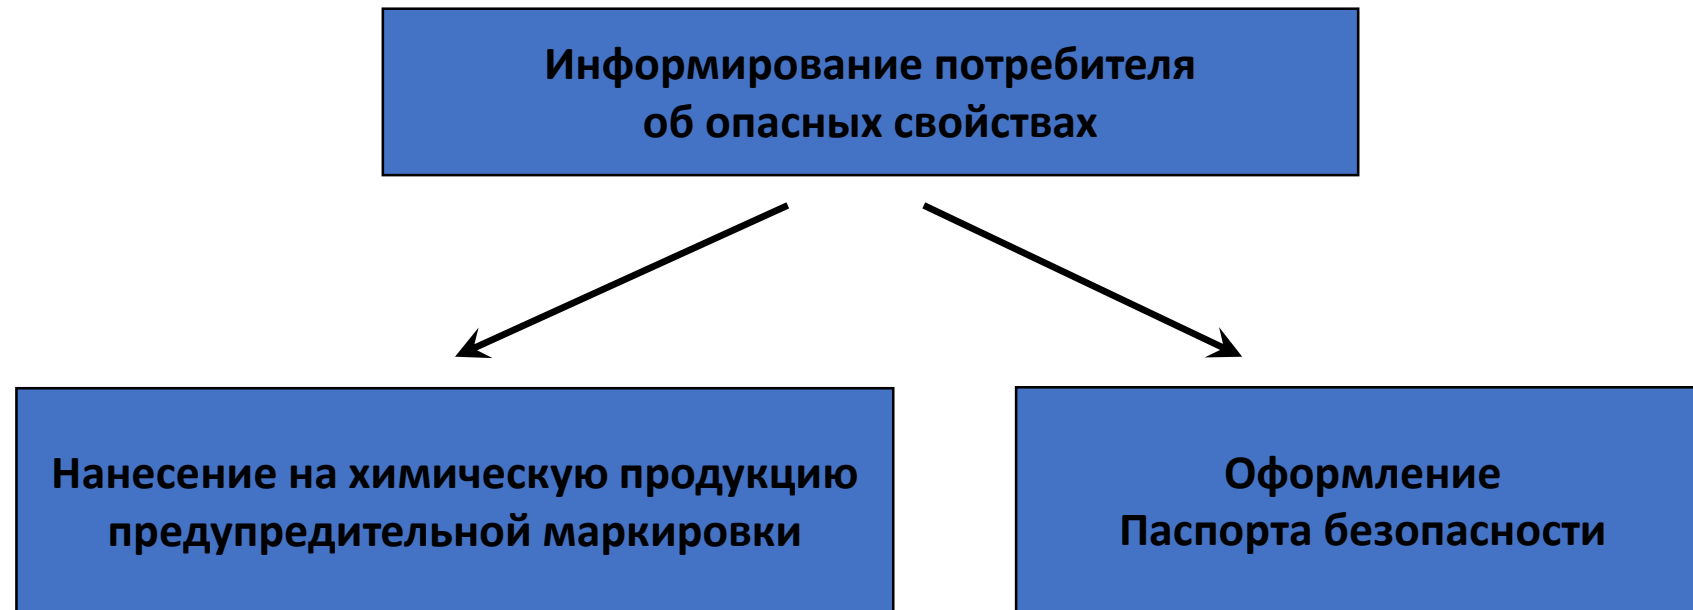 Информирование потребителя
об опасных свойствах
Нанесение на химическую продукцию
предупредительной маркировки
Оформление
Паспорта безопасности